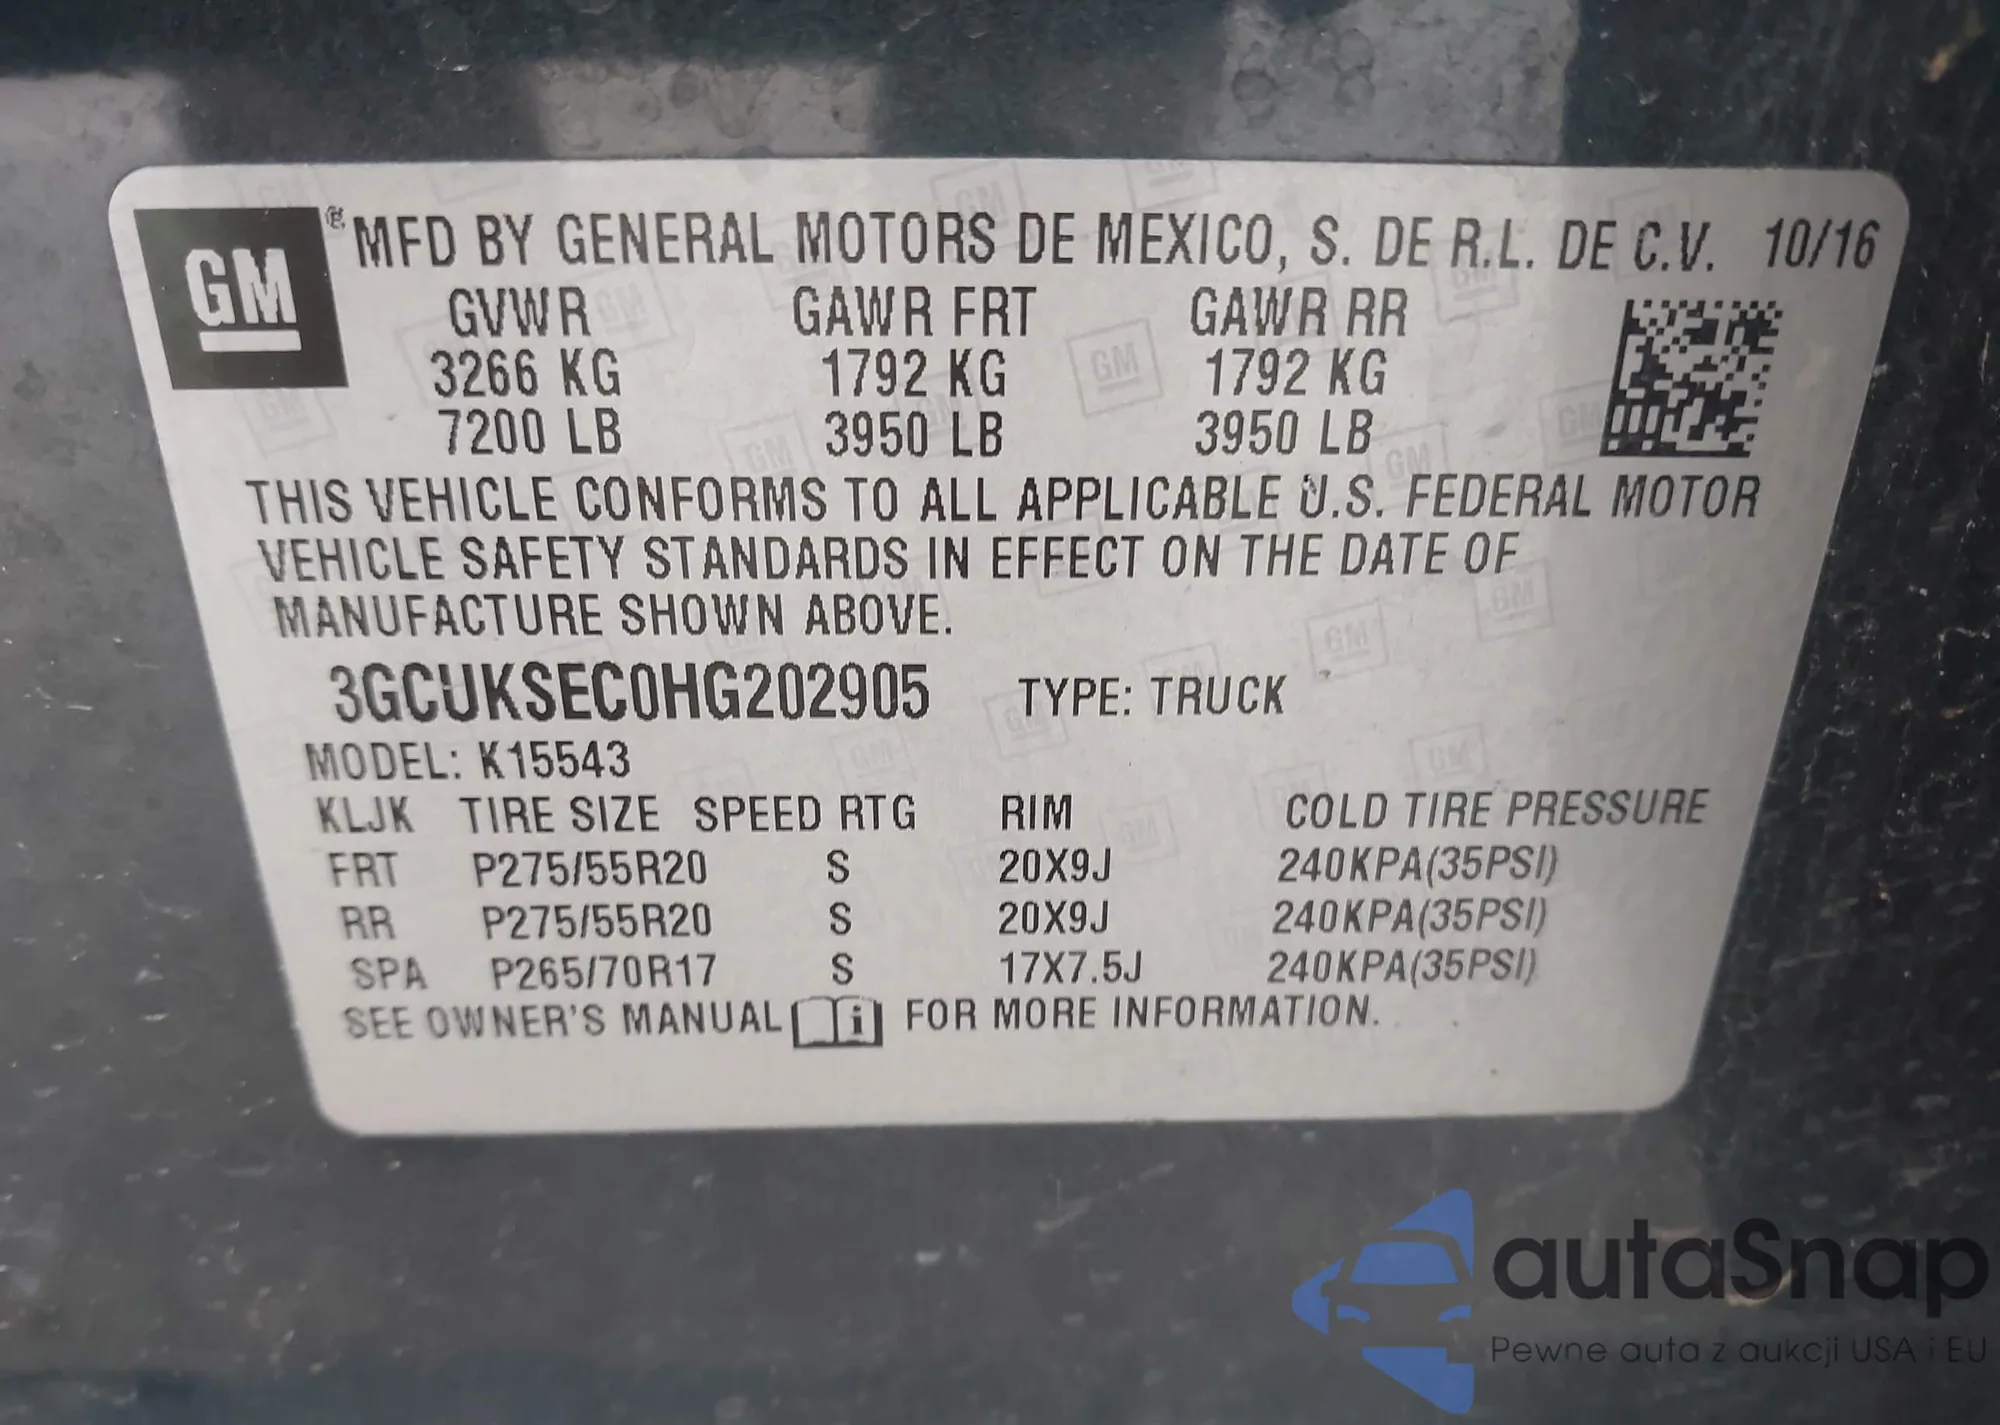 GM ® MFD BY GENERAL MOTORS DE MEXICO, S. DE R.L. DE C.V. 10/16
GVWR GAWR FRT GAWR RR
3266 KG 1792 KG 1792 KG
7200 LB 3950 LB 3950 LB
THIS VEHICLE CONFORMS TO ALL APPLICABLE U.S. FEDERAL MOTOR
VEHICLE SAFETY STANDARDS IN EFFECT ON THE DATE OF
MANUFACTURE SHOWN ABOVE.
3GCUKSEC0HG202905 TYPE: TRUCK
MODEL: K15543
KLJK TIRE SIZE SPEED RTG RIM COLD TIRE PRESSURE
FRT P275/55R20 S 20X9J 240KPA(35PSI)
RR P275/55R20 S 20X9J 240KPA(35PSI)
SPA P265/70R17 S 17X7.5J 240KPA(35PSI)
SEE OWNER'S MANUAL i FOR MORE INFORMATION.
autaSnap
Pewne auta z aukcji USA i EU